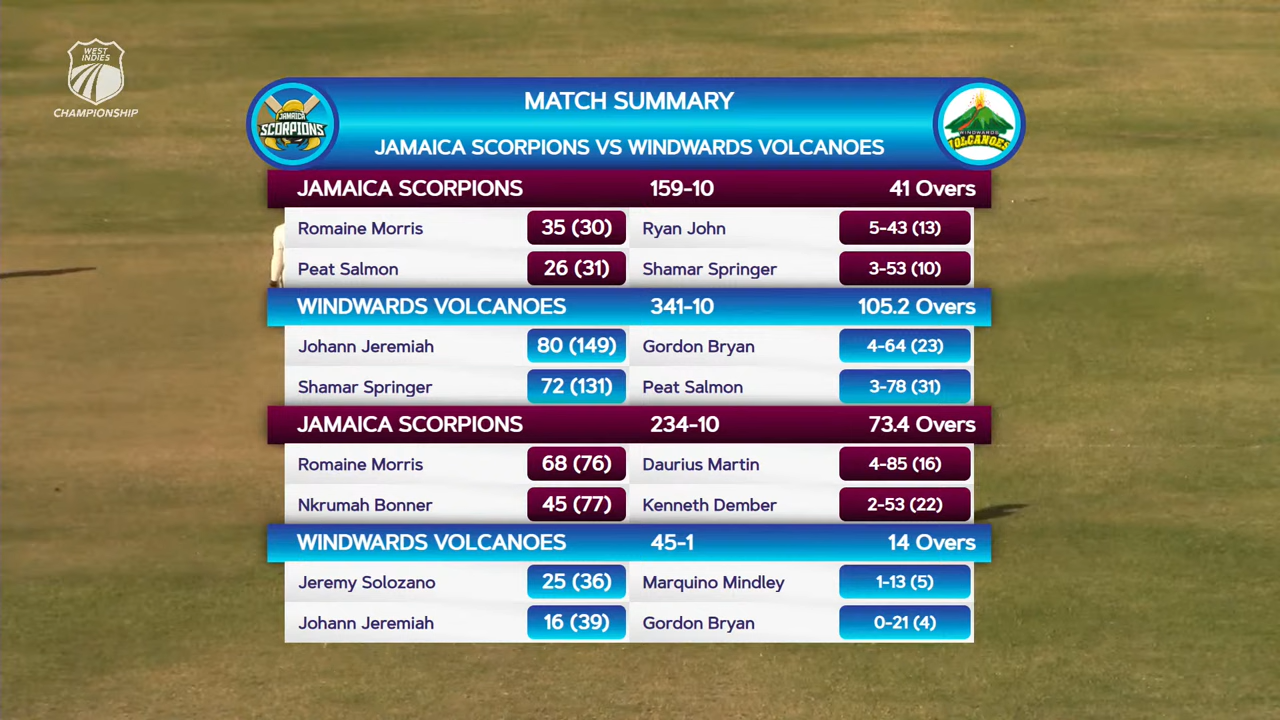 WEST
INDIES
CHAMPIONSHIP
JAMAICA
SCORPIONS
MATCH SUMMARY
JAMAICA SCORPIONS VS WINDWARDS VOLCANOES
WINDWARDS
VOLCANOES
JAMAICA SCORPIONS 159-10 41 Overs
Romaine Morris 35 (30) Ryan John 5-43 (13)
Peat Salmon 26 (31) Shamar Springer 3-53 (10)
WINDWARDS VOLCANOES 341-10 105.2 Overs
Johann Jeremiah 80 (149) Gordon Bryan 4-64 (23)
Shamar Springer 72 (131) Peat Salmon 3-78 (31)
JAMAICA SCORPIONS 234-10 73.4 Overs
Romaine Morris 68 (76) Daurius Martin 4-85 (16)
Nkrumah Bonner 45 (77) Kenneth Dember 2-53 (22)
WINDWARDS VOLCANOES 45-1 14 Overs
Jeremy Solozano 25 (36) Marquino Mindley 1-13 (5)
Johann Jeremiah 16 (39) Gordon Bryan 0-21 (4)